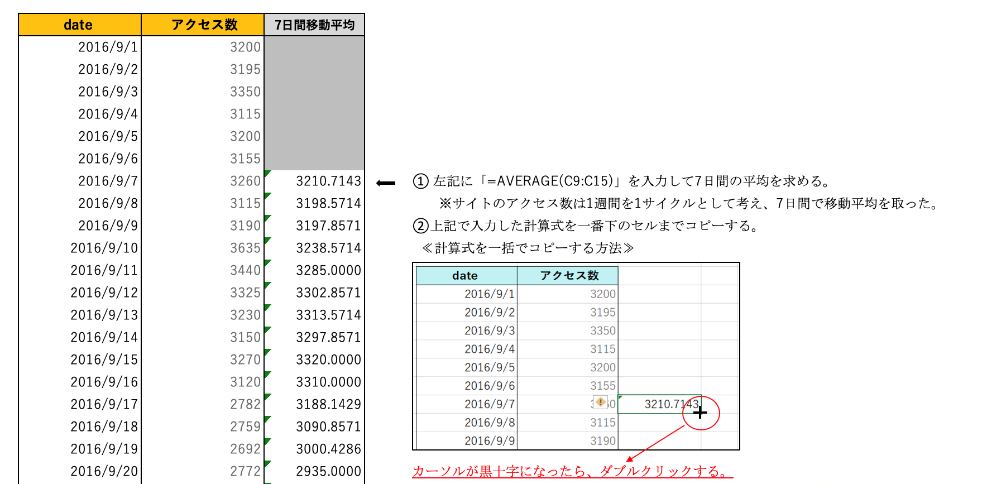 date アクセス数 7日間移動平均
2016/9/1 3200
2016/9/2 3195
2016/9/3 3350
2016/9/4 3115
2016/9/5 3200
2016/9/6 3155
2016/9/7 3260 3210.7143
2016/9/8 3115 3198.5714
2016/9/9 3190 3197.8571
2016/9/10 3635 3238.5714
2016/9/11 3440 3285.0000
2016/9/12 3325 3302.8571
2016/9/13 3230 3313.5714
2016/9/14 3150 3297.8571
2016/9/15 3270 3320.0000
2016/9/16 3120 3310.0000
2016/9/17 2782 3188.1429
2016/9/18 2759 3090.8571
2016/9/19 2692 3000.4286
2016/9/20 2772 2935.0000
① 左記に「=AVERAGE(C9:C15)」を入力して7日間の平均を求める。
※サイトのアクセス数は1週間を1サイクルとして考え、7日間で移動平均を取った。
②上記で入力した計算式を一番下のセルまでコピーする。
≪計算式を一括でコピーする方法≫
date アクセス数
2016/9/1 3200
2016/9/2 3195
2016/9/3 3350
2016/9/4 3115
2016/9/5 3200
2016/9/6 3155
2016/9/7 3210.7143
2016/9/8 3115
2016/9/9 3190
カーソルが黒十字になったら、ダブルクリックする。